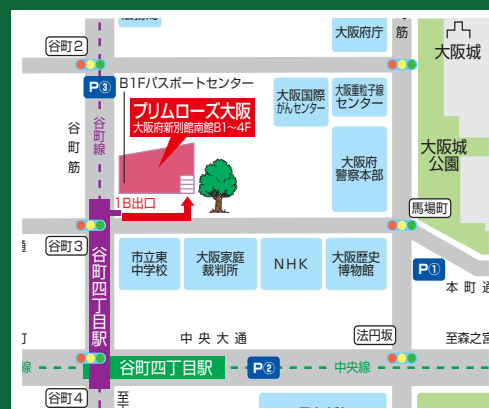 大阪府庁
筋
大阪城
谷町2
P③
B1Fパスポートセンター
大阪国際
がんセンター
大阪重粒子線
センター
プリムローズ大阪
大阪府新別館南館B1〜4F
谷町線
谷町筋
大阪府
警察本部
大阪城
公園
1B出口
馬場町
通
谷町3
谷町四丁目駅
市立東
中学校
大阪家庭
裁判所
NHK
大阪歴史
博物館
P①
本町通
中央大通
法円坂
至森之宮
線
谷町四丁目駅
P②
中央線
谷町4
至